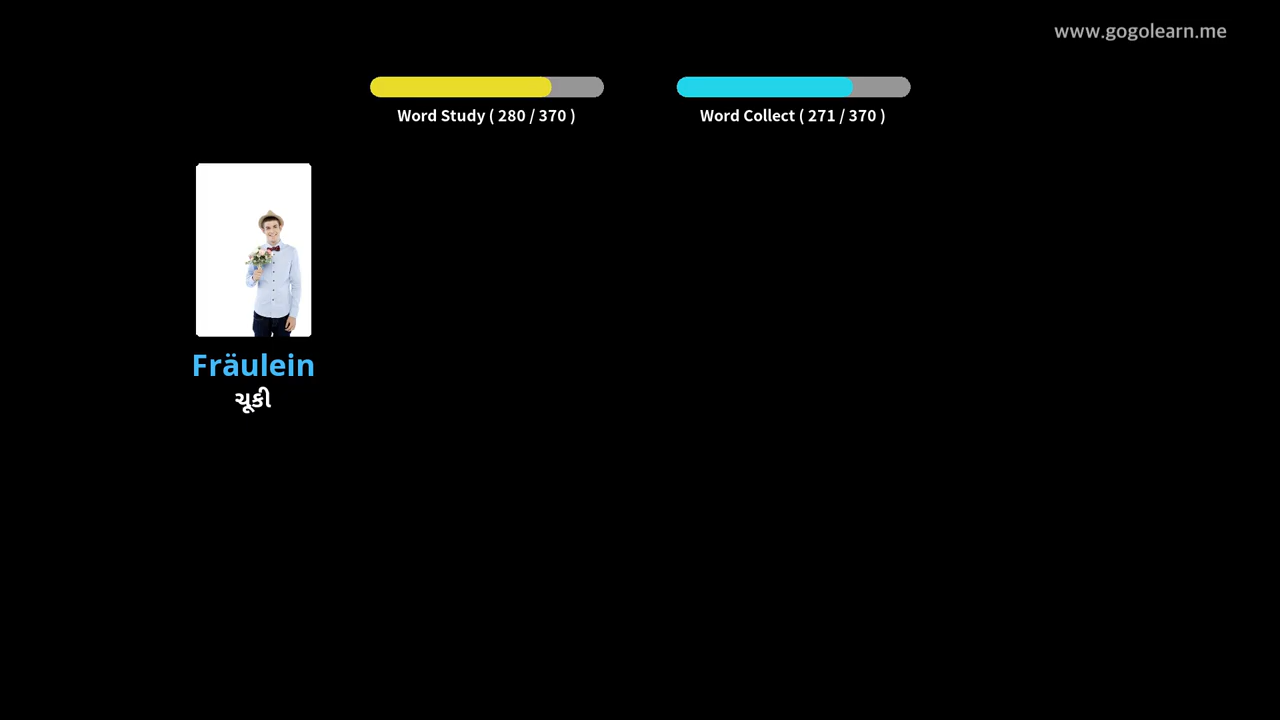 www.gogolearn.me
Word Study ( 280 / 370 )
Word Collect ( 271 / 370 )
Fräulein
ચૂકી